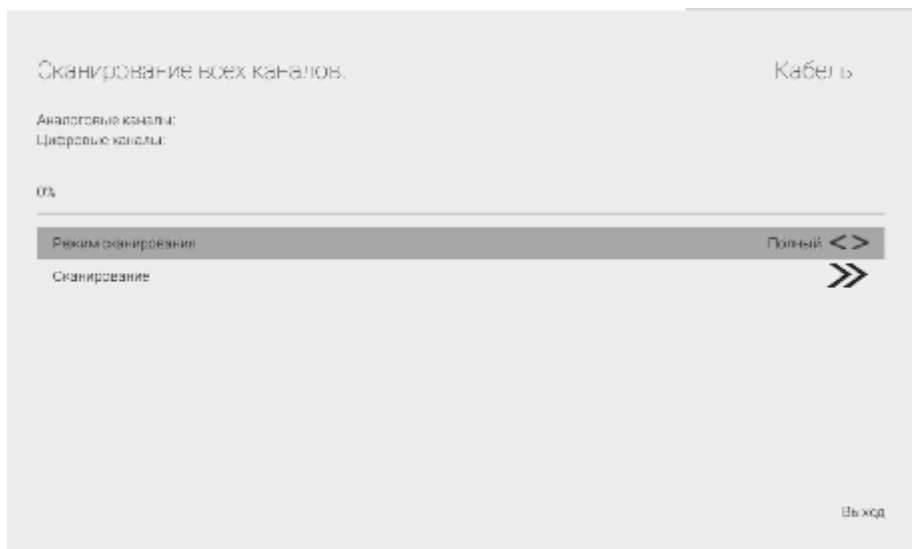 Сканирование всех каналов.
Кабель
Аналоговые каналы:
Цифровые каналы:
0%
Режим сканирования Полный <>
Сканирование
Выход